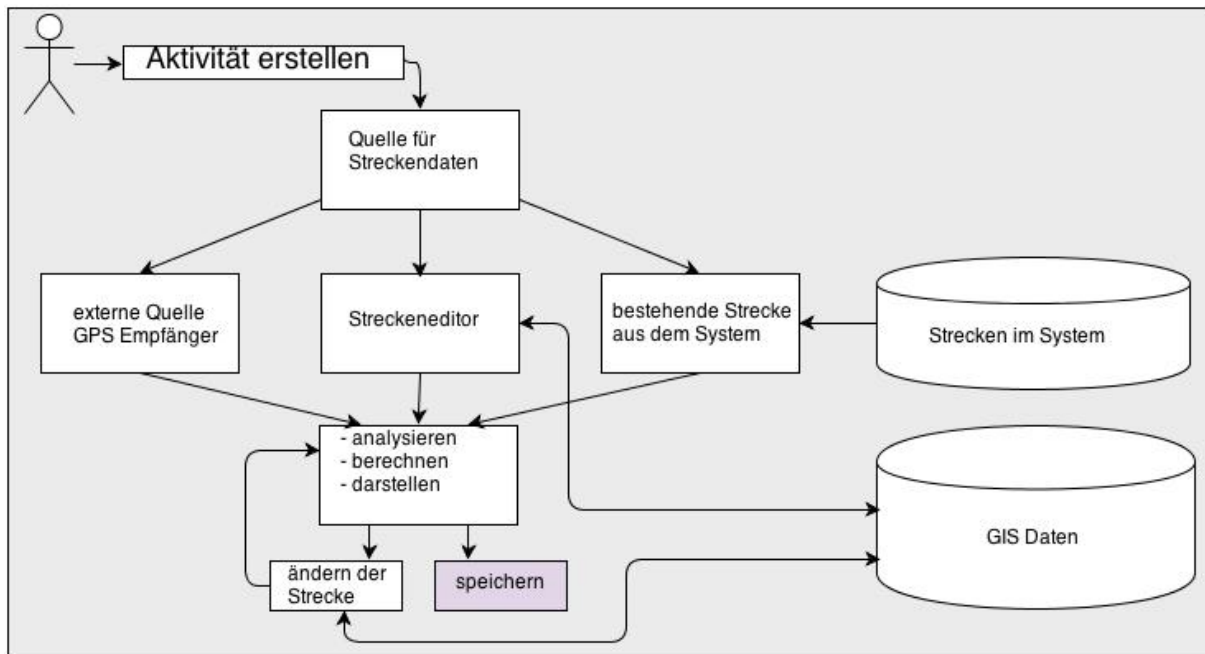 Aktivität erstellen
Quelle für
Streckendaten
externe Quelle
GPS Empfänger
Streckeneditor
bestehende Strecke
aus dem System
Strecken im System
- analysieren
- berechnen
- darstellen
GIS Daten
ändern der
Strecke
speichern